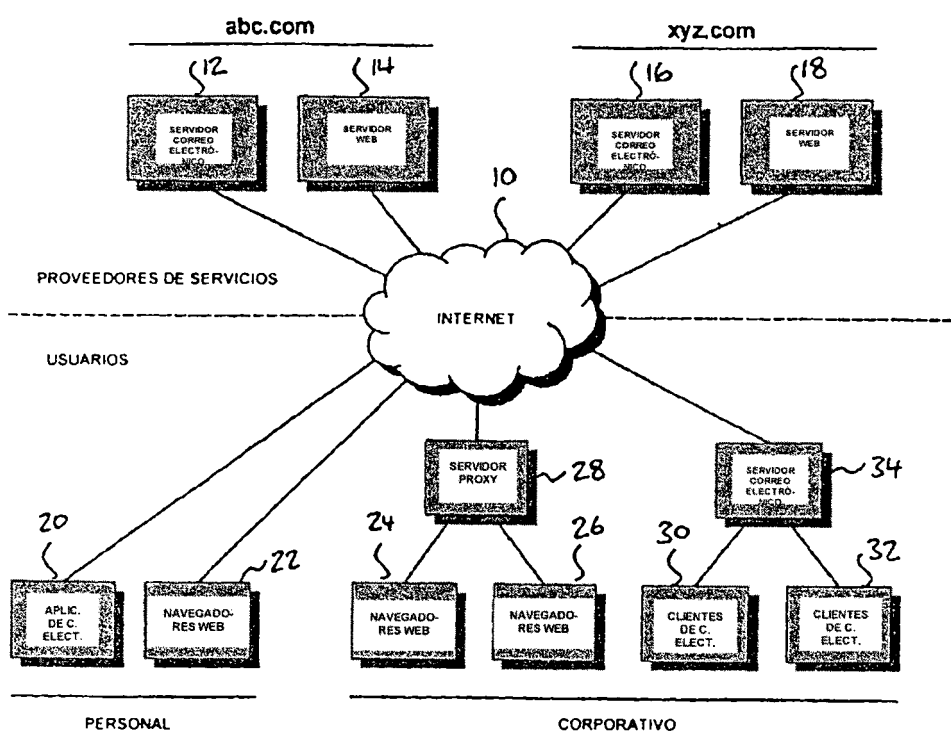 abc.com
xyz.com
12
14
16
18
SERVIDOR
CORREO
ELECTRÓ-
NICO
SERVIDOR
WEB
SERVIDOR
CORREO
ELECTRÓ-
NICO
SERVIDOR
WEB
10
PROVEEDORES DE SERVICIOS
INTERNET
USUARIOS
SERVIDOR
PROXY
28
SERVIDOR
CORREO
ELECTRÓ-
NICO
34
20
22
24
26
30
32
APLIC.
DE C.
ELECT.
NAVEGADO-
RES WEB
NAVEGADO-
RES WEB
NAVEGADO-
RES WEB
CLIENTES
DE C.
ELECT.
CLIENTES
DE C.
ELECT.
PERSONAL
CORPORATIVO